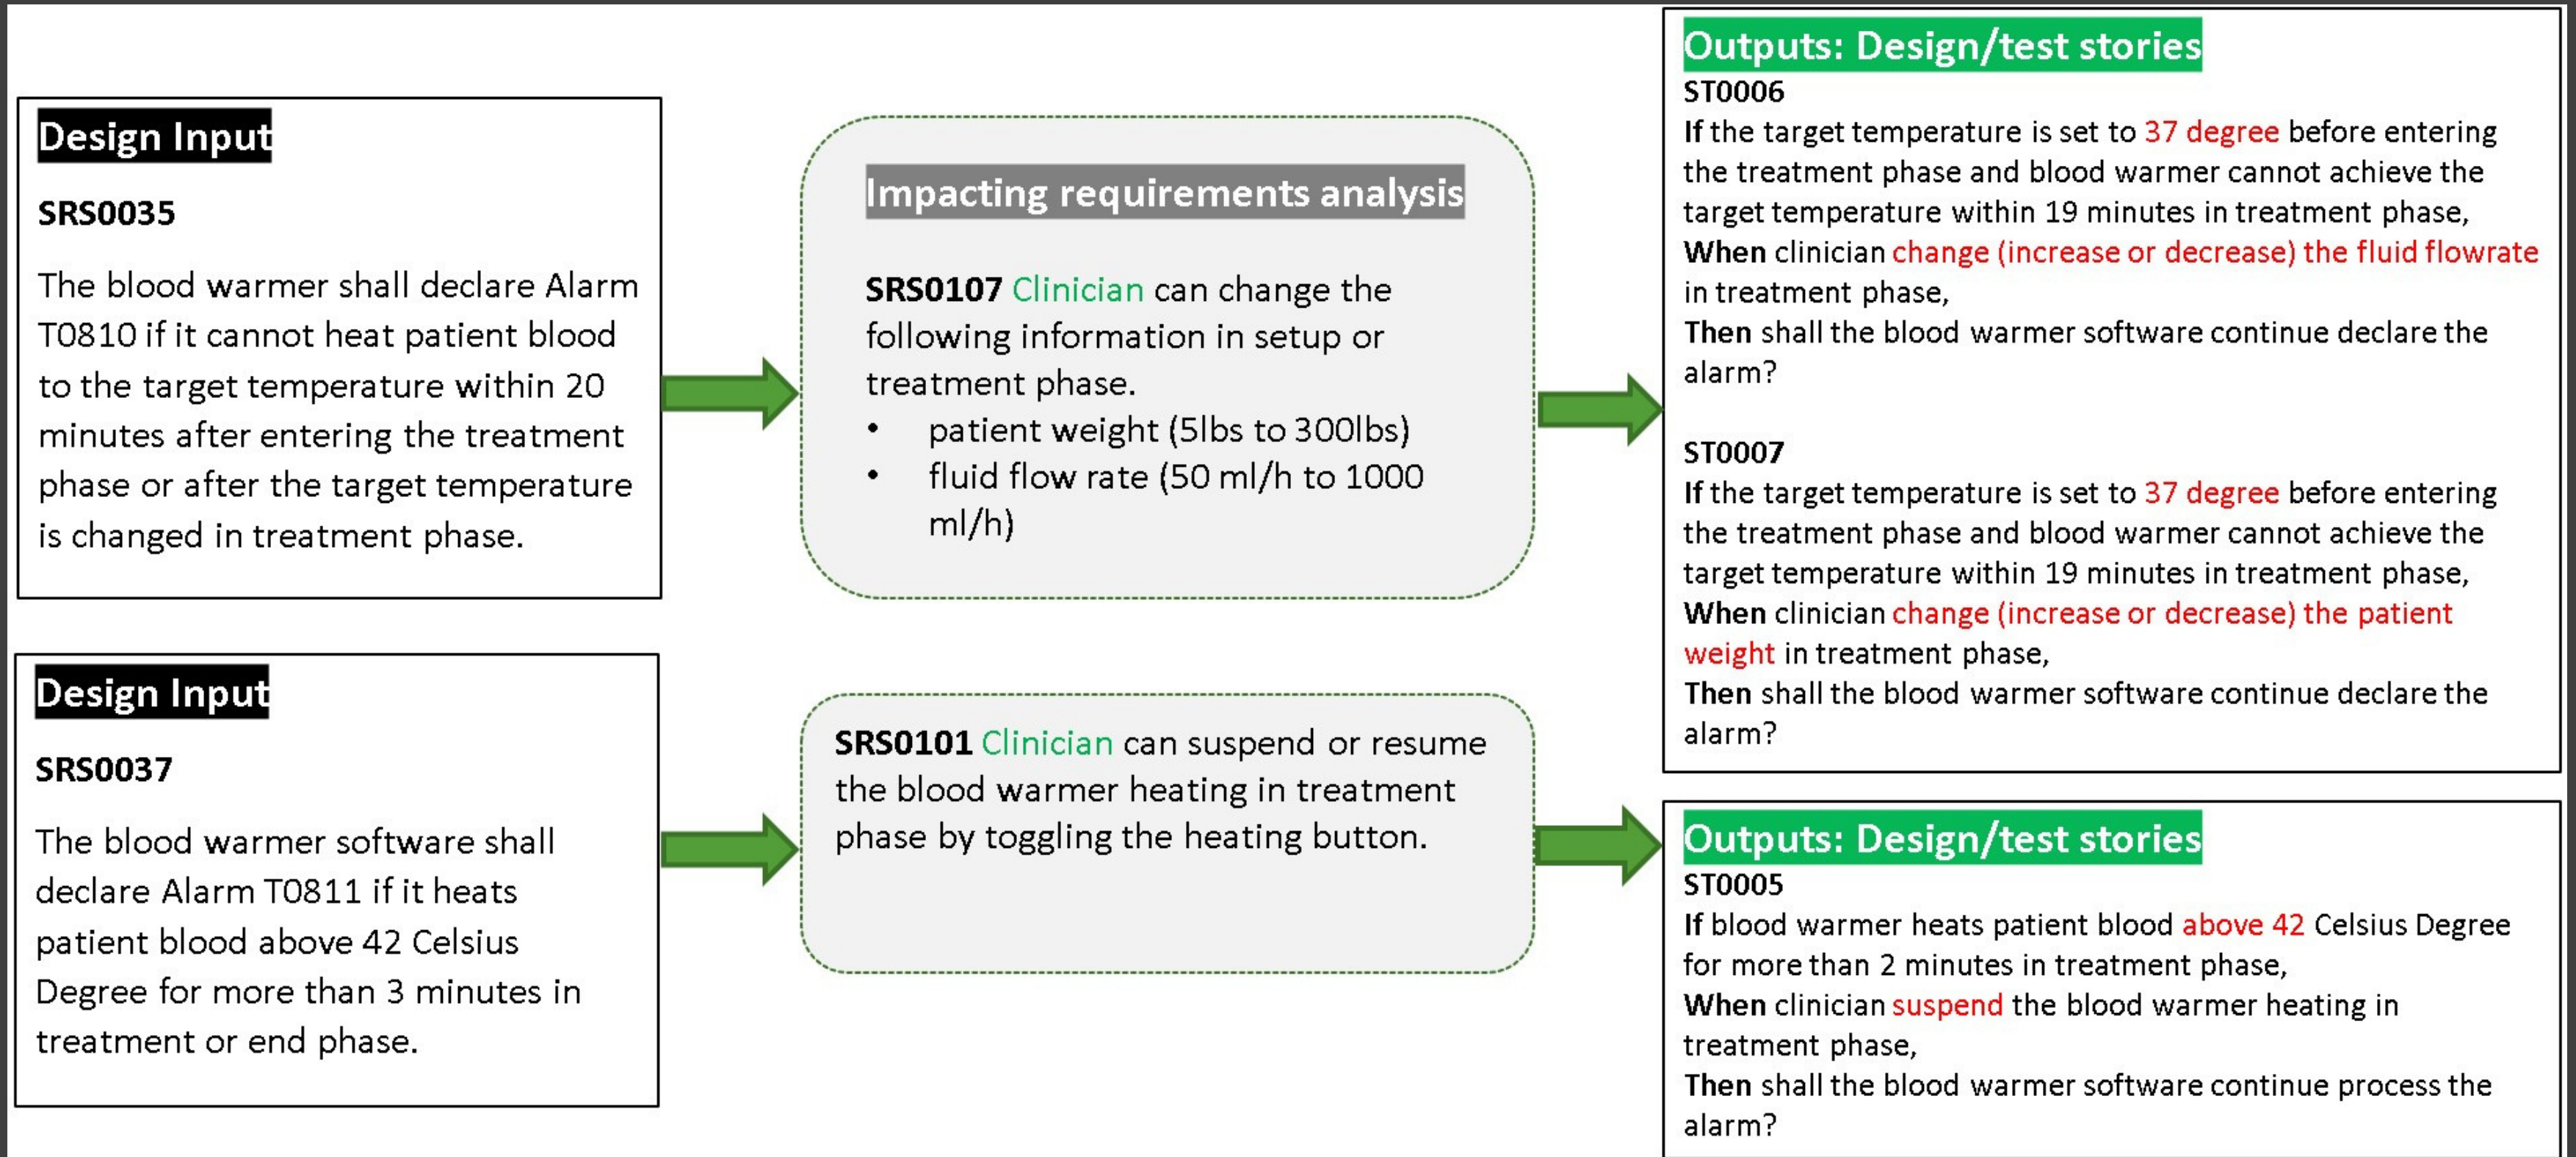 Design Input
SRS0035
The blood warmer shall declare Alarm
T0810 if it cannot heat patient blood
to the target temperature within 20
minutes after entering the treatment
phase or after the target temperature
is changed in treatment phase.
Impacting requirements analysis
SRS0107 Clinician can change the
following information in setup or
treatment phase.
• patient weight (5lbs to 300lbs)
• fluid flow rate (50 ml/h to 1000
ml/h)
Outputs: Design/test stories
ST0006
If the target temperature is set to 37 degree before entering
the treatment phase and blood warmer cannot achieve the
target temperature within 19 minutes in treatment phase,
When clinician change (increase or decrease) the fluid flowrate
in treatment phase,
Then shall the blood warmer software continue declare the
alarm?
ST0007
If the target temperature is set to 37 degree before entering
the treatment phase and blood warmer cannot achieve the
target temperature within 19 minutes in treatment phase,
When clinician change (increase or decrease) the patient
weight in treatment phase,
Then shall the blood warmer software continue declare the
alarm?
Design Input
SRS0037
The blood warmer software shall
declare Alarm T0811 if it heats
patient blood above 42 Celsius
Degree for more than 3 minutes in
treatment or end phase.
SRS0101 Clinician can suspend or resume
the blood warmer heating in treatment
phase by toggling the heating button.
Outputs: Design/test stories
ST0005
If blood warmer heats patient blood above 42 Celsius Degree
for more than 2 minutes in treatment phase,
When clinician suspend the blood warmer heating in
treatment phase,
Then shall the blood warmer software continue process the
alarm?